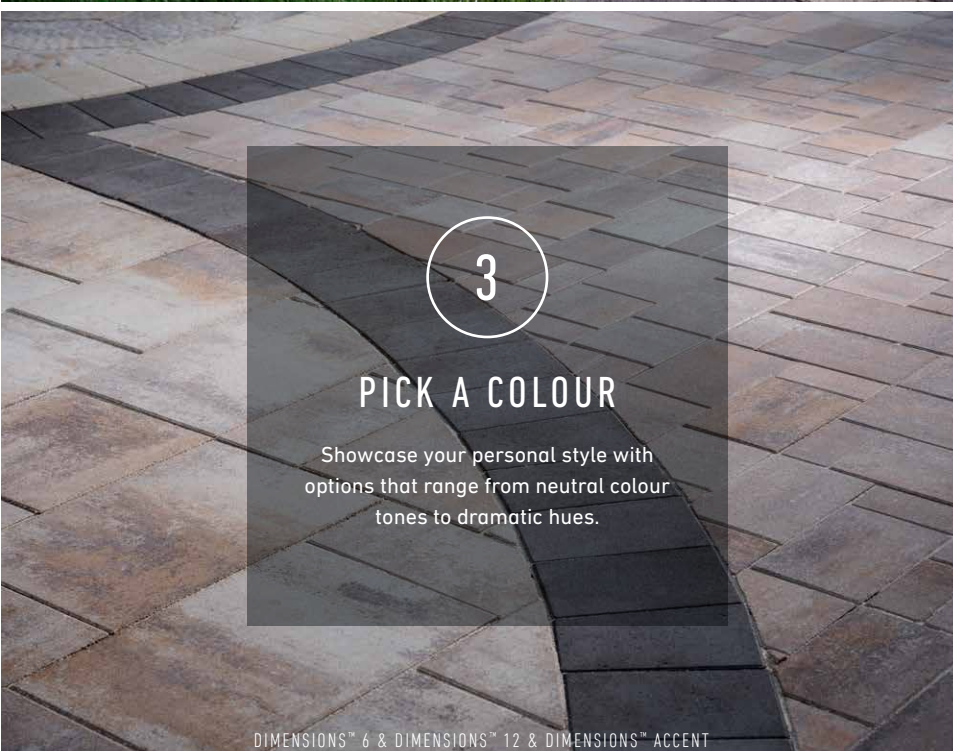 3
PICK A COLOUR
Showcase your personal style with
options that range from neutral colour
tones to dramatic hues.
DIMENSIONS™ 6 & DIMENSIONS™ 12 & DIMENSIONS™ ACCENT